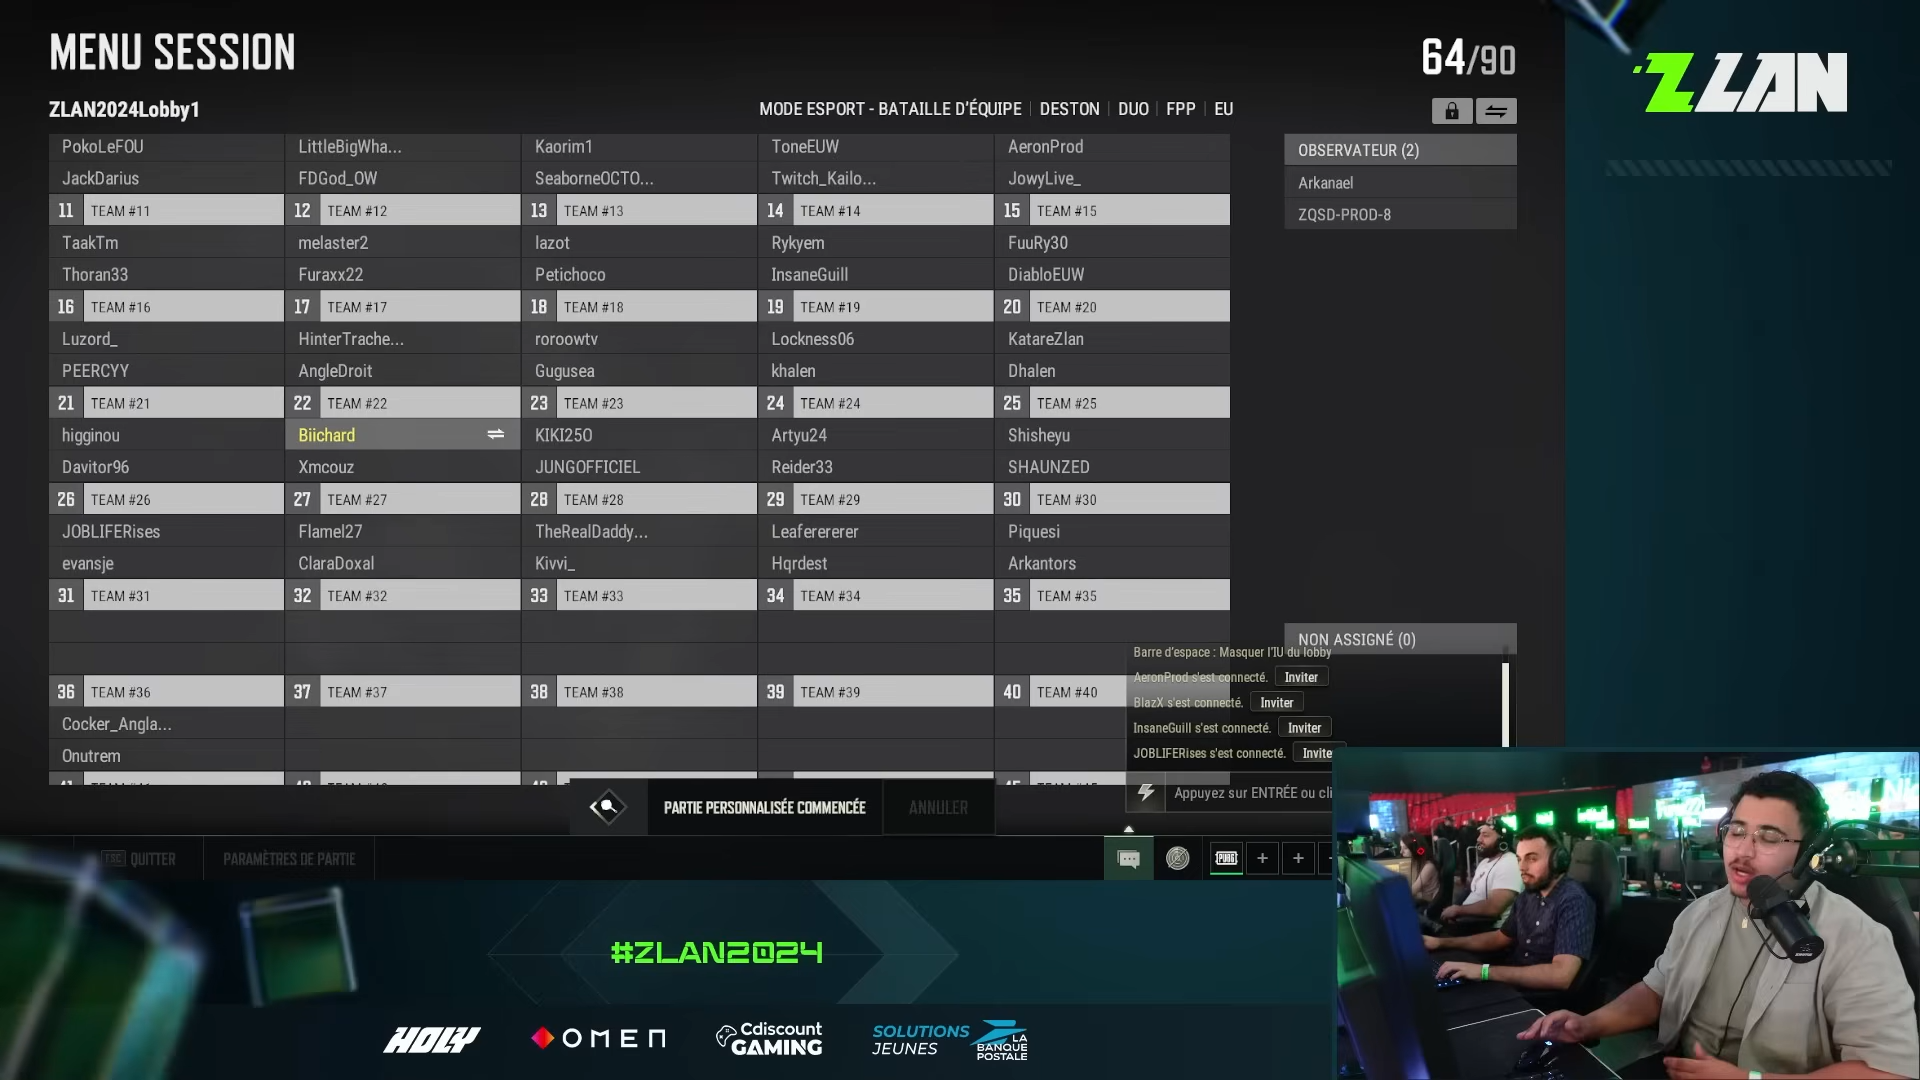 MENU SESSION
64/90
ZLAN
ZLAN2024Lobby1
MODE ESPORT - BATAILLE D'ÉQUIPE | DESTON | DUO | FPP | EU
PokoLeFOU LittleBigWha... Kaorim1 ToneEUW AeronProd
JackDarius FDGod_OW SeaborneOCTO... Twitch_Kailo... JowyLive_
11 TEAM #11 12 TEAM #12 13 TEAM #13 14 TEAM #14 15 TEAM #15
TaakTm melaster2 lazot Rykyem FuuRy30
Thoran33 Furaxx22 Petichoco InsaneGuill DiabloEUW
16 TEAM #16 17 TEAM #17 18 TEAM #18 19 TEAM #19 20 TEAM #20
Luzord_ HinterTrache... roroowtv Lockness06 KatareZlan
PEERCYY AngleDroit Gugusea khalen Dhalen
21 TEAM #21 22 TEAM #22 23 TEAM #23 24 TEAM #24 25 TEAM #25
higginou Biichard KIKI25O Artyu24 Shisheyu
Davitor96 Xmcouz JUNGOFFICIEL Reider33 SHAUNZED
26 TEAM #26 27 TEAM #27 28 TEAM #28 29 TEAM #29 30 TEAM #30
JOBLIFERises Flamel27 TheRealDaddy... Leaferererer Piquesi
evansje ClaraDoxal Kivvi_ Hqrdest Arkantors
31 TEAM #31 32 TEAM #32 33 TEAM #33 34 TEAM #34 35 TEAM #35
36 TEAM #36 37 TEAM #37 38 TEAM #38 39 TEAM #39 40 TEAM #40
Cocker_Angla...
Onutrem
OBSERVATEUR (2)
Arkanael
ZQSD-PROD-8
NON ASSIGNÉ (0)
Barre d'espace : Masquer l'IU du lobby
AeronProd s'est connecté. Inviter
BlazX s'est connecté. Inviter
InsaneGuill s'est connecté. Inviter
JOBLIFERises s'est connecté. Invite
Appuyez sur ENTRÉE ou cli
PARTIE PERSONNALISÉE COMMENCÉE ANNULER
ESC QUITTER PARAMÈTRES DE PARTIE
PUBG
#ZLAN2024
HOLY OMEN Cdiscount GAMING SOLUTIONS JEUNES LA BANQUE POSTALE